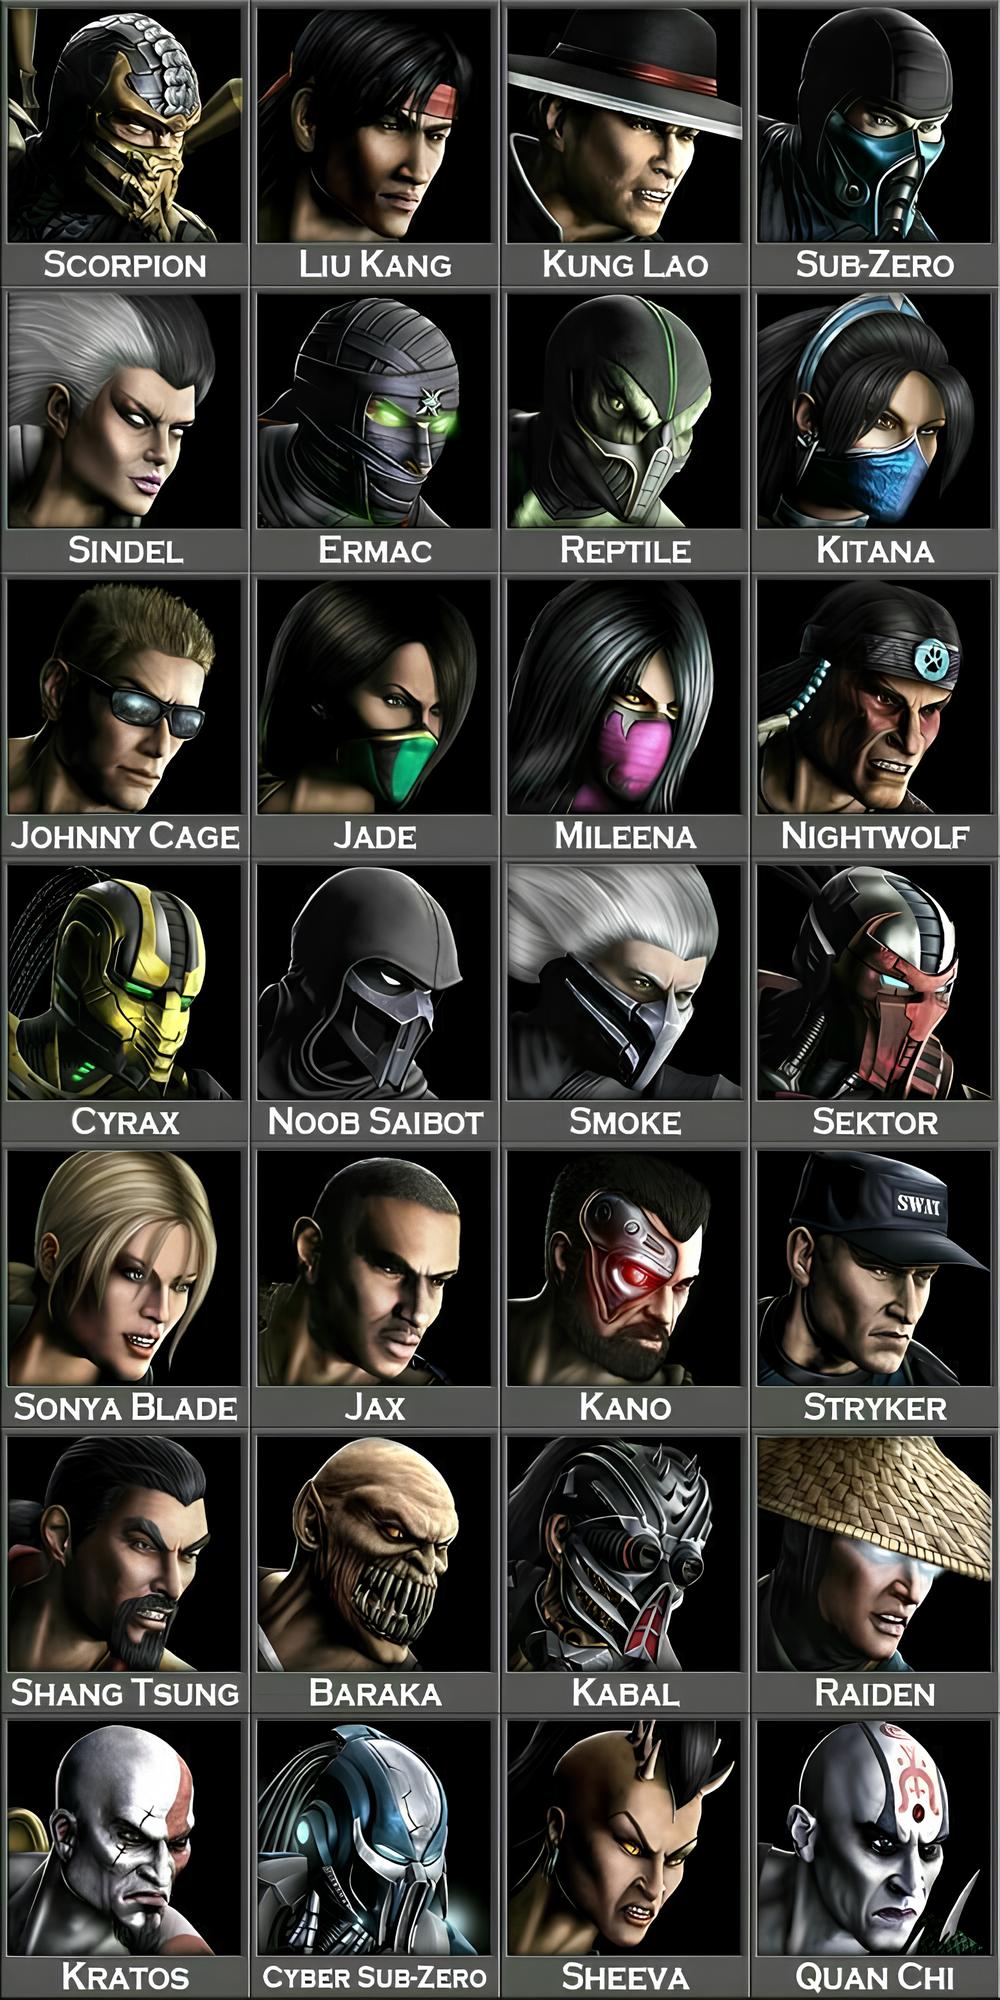 SCORPION
LIU KANG
KUNG LAO
SUB-ZERO
SINDEL
ERMAC
REPTILE
KITANA
JOHNNY CAGE
JADE
MILEENA
NIGHTWOLF
CYRAX
NOOB SAIBOT
SMOKE
SEKTOR
SWAT
SONYA BLADE
JAX
KANO
STRYKER
SHANG TSUNG
BARAKA
KABAL
RAIDEN
KRATOS
CYBER SUB-ZERO
SHEEVA
QUAN CHI